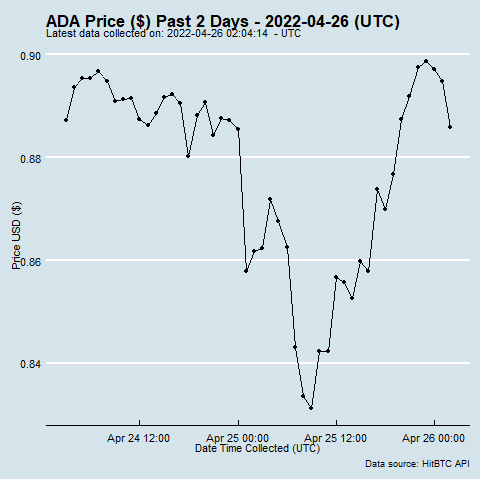 ADA Price ($) Past 2 Days - 2022-04-26 (UTC)
Latest data collected on: 2022-04-26 02:04:14  - UTC
0.90
0.88
0.86
0.84
Price USD ($)
Apr 24 12:00
Apr 25 00:00
Apr 25 12:00
Apr 26 00:00
Date Time Collected (UTC)
Data source: HitBTC API